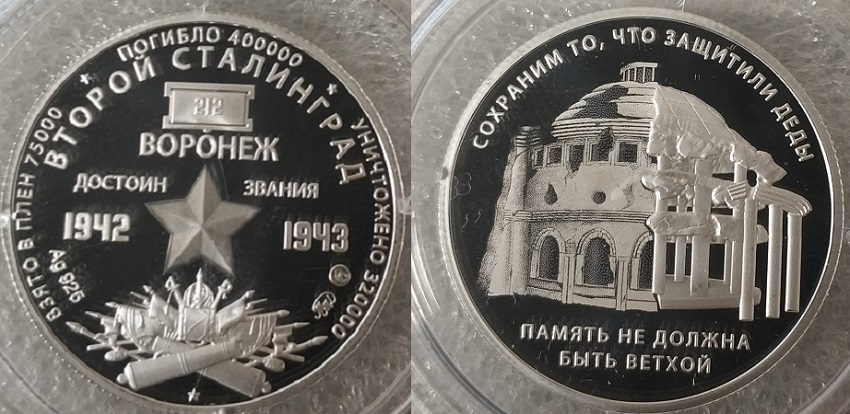 ПОГИБЛО 400000
УНИЧТОЖЕНО 320000
ВЗЯТО В ПЛЕН 75000
ВТОРОЙ СТАЛИНГРАД
212
ВОРОНЕЖ
ДОСТОИН ЗВАНИЯ
1942 1943
Ag 925
СОХРАНИМ ТО, ЧТО ЗАЩИТИЛИ ДЕДЫ
ПАМЯТЬ НЕ ДОЛЖНА
БЫТЬ ВЕТХОЙ